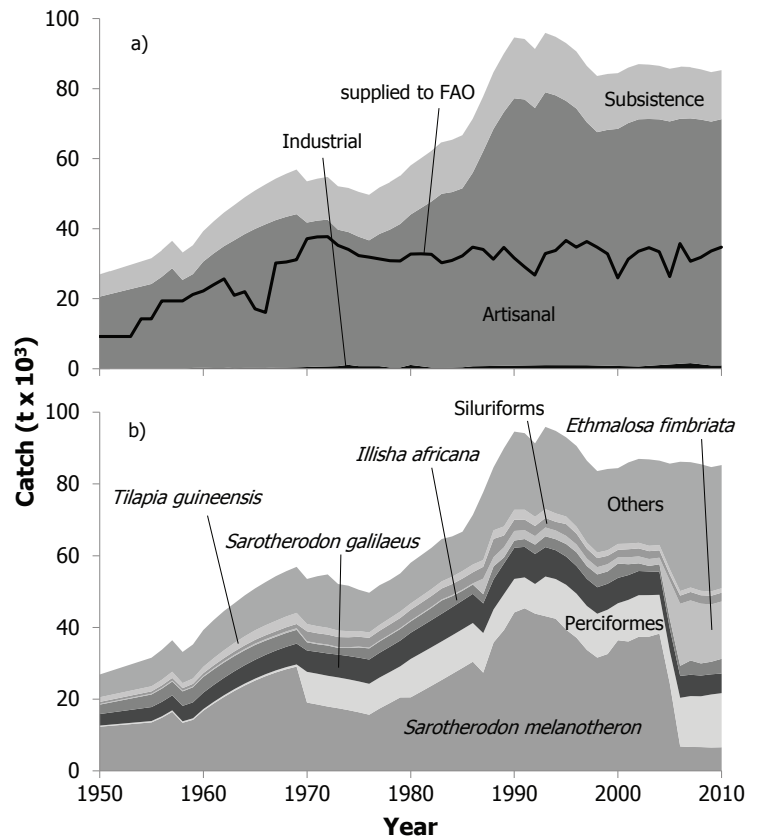 100
a)
80
supplied to FAO
Subsistence
60
Industrial
40
20
Artisanal
0
Catch (t x 10³)
100
b)
Siluriforms
Ethmalosa fimbriata
80
Illisha africana
Tilapia guineensis
Others
Sarotherodon galilaeus
60
40
Perciformes
20
Sarotherodon melanotheron
0
1950 1960 1970 1980 1990 2000 2010
Year